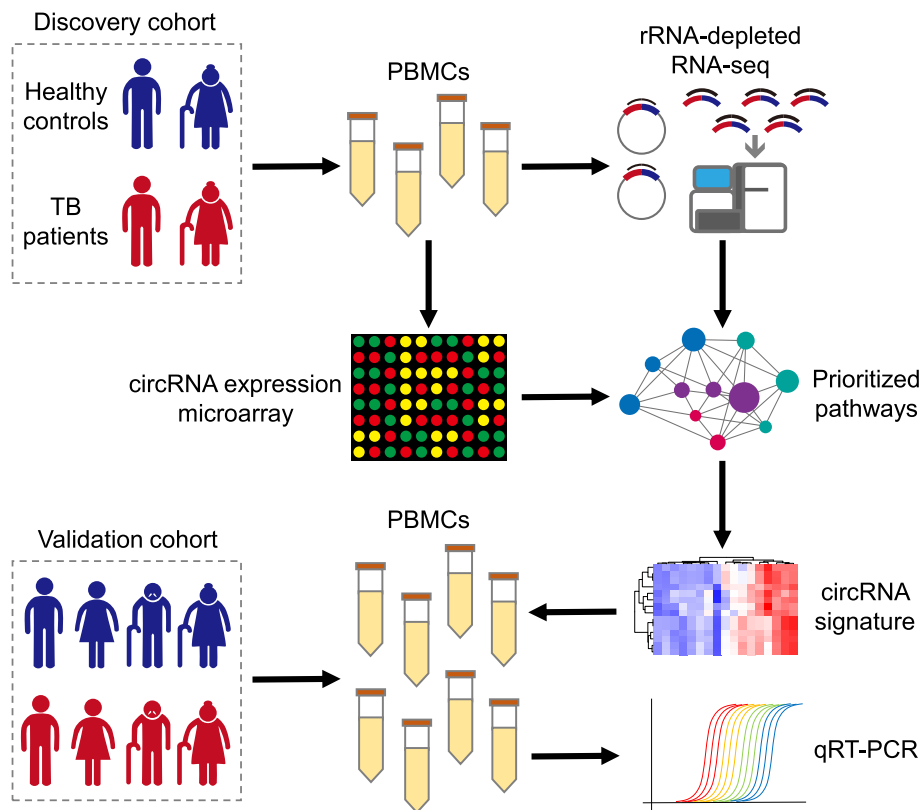 Discovery cohort
Healthy
controls
TB
patients
PBMCs
rRNA-depleted
RNA-seq
circRNA expression
microarray
Prioritized
pathways
Validation cohort
PBMCs
circRNA
signature
qRT-PCR